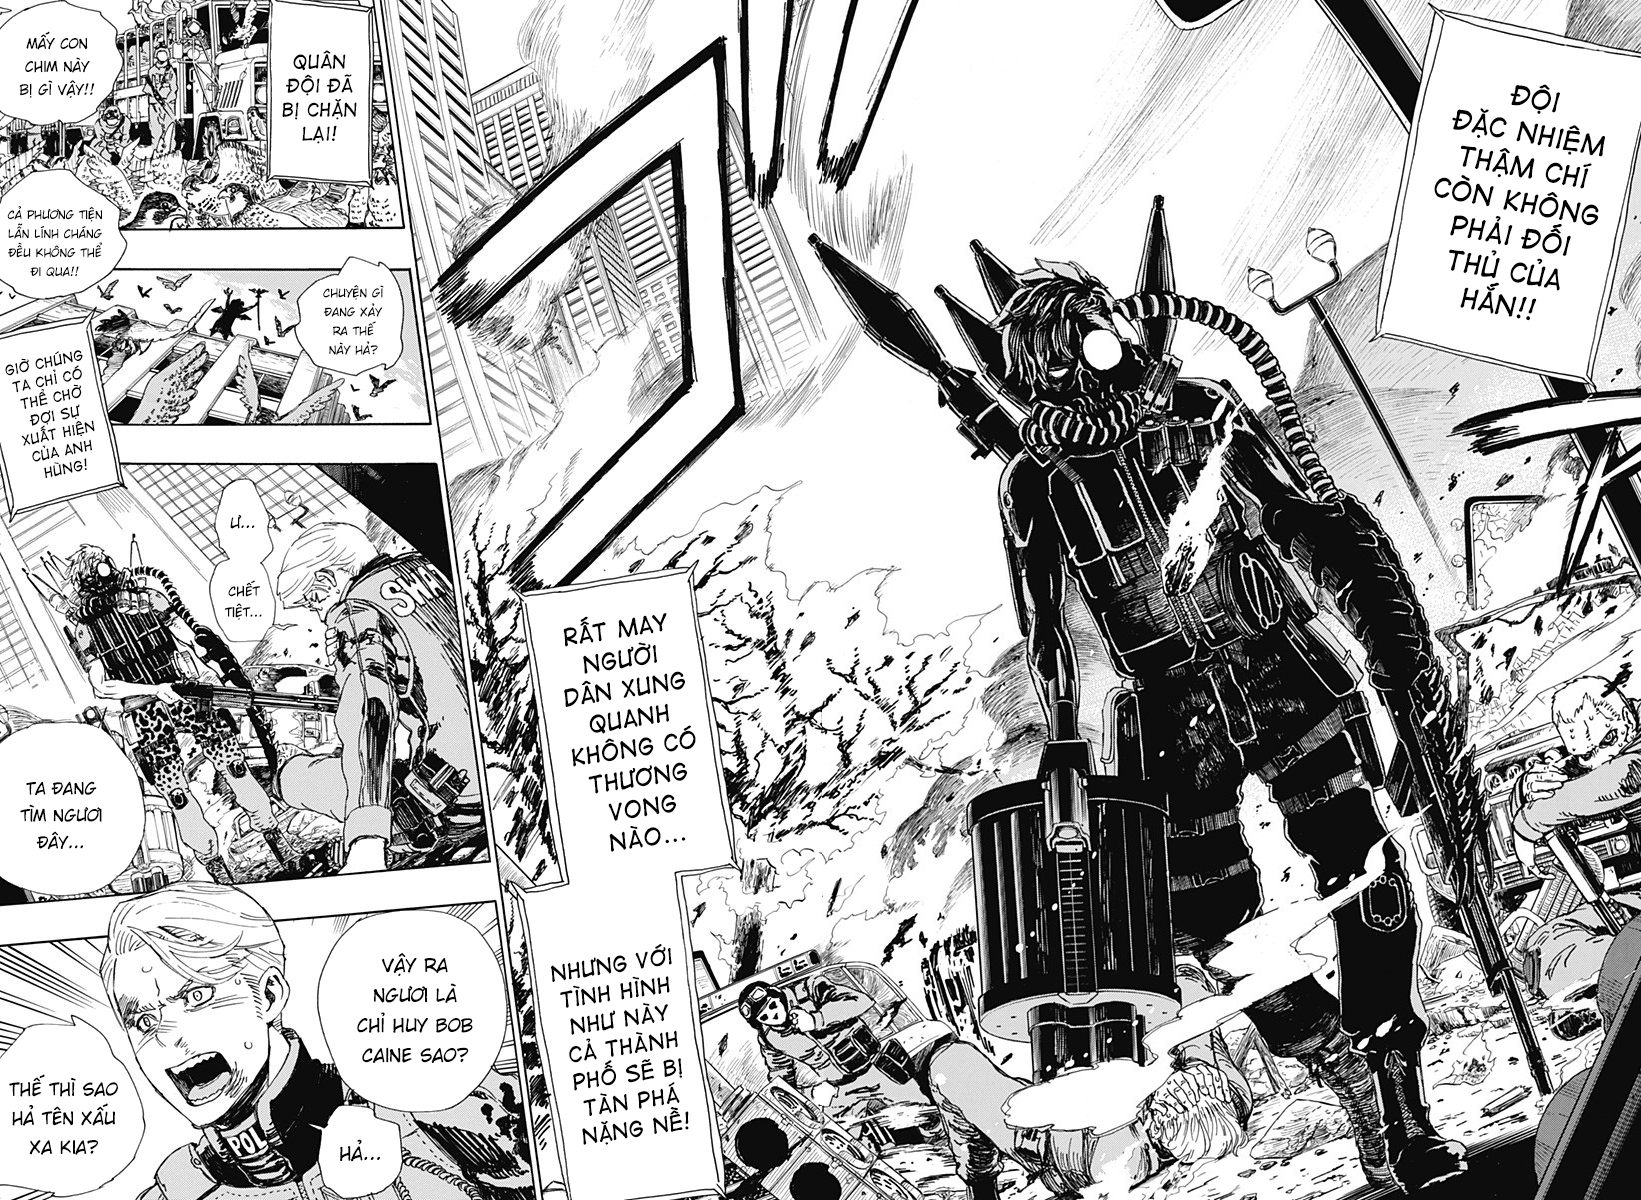 ĐỘI
ĐẶC NHIỆM
THẬM CHÍ
CÒN KHÔNG
PHẢI ĐỐI
THỦ CỦA
HẮN!!
RẤT MAY
NGƯỜI
DÂN XUNG
QUANH
KHÔNG CÓ
THƯƠNG
VONG
NÀO...
NHƯNG VỚI
TÌNH HÌNH
NHƯ NÀY
CẢ THÀNH
PHỐ SẼ BỊ
TÀN PHÁ
NẶNG NỀ!
QUÂN
ĐỘI ĐÃ
BỊ CHẶN
LẠI!
MẤY CON
CHIM NÀY
BỊ GÌ VẬY!!
CẢ PHƯƠNG TIỆN
LẪN LÍNH CHÁNG
ĐỀU KHÔNG THỂ
ĐI QUA!!
CHUYỆN GÌ
ĐANG XẢY
RA THẾ
NÀY HẢ?
GIỜ CHÚNG
TA CHỈ CÓ
THỂ CHỜ
ĐỢI SỰ
XUẤT HIỆN
CỦA ANH
HÙNG!
Ư...
CHẾT
TIỆT...
SWA
TA ĐANG
TÌM NGƯƠI
ĐÂY...
VẬY RA
NGƯƠI LÀ
CHỈ HUY BOB
CAINE SAO?
HẢ...
THẾ THÌ SAO
HẢ TÊN XẤU
XA KIA?
POL